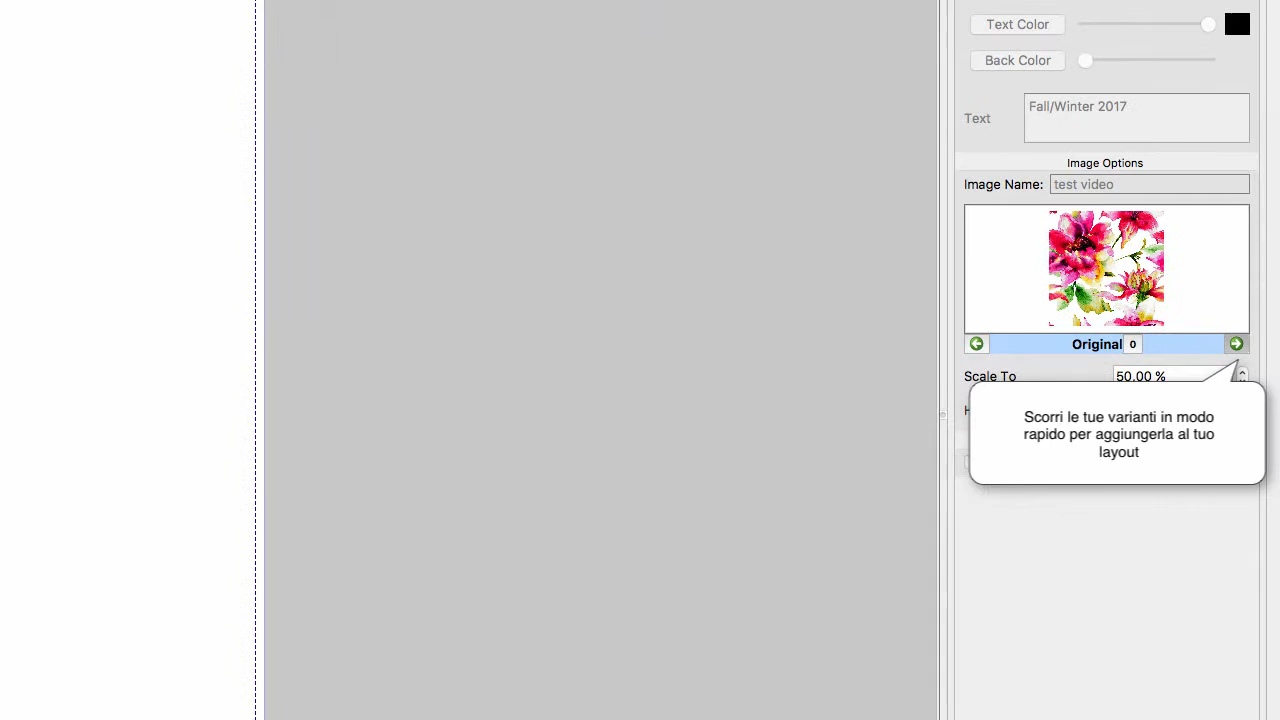 Text Color
Back Color
Text
Fall/Winter 2017
Image Options
Image Name: test video
Original 0
Scale To 50.00 %
Scorri le tue varianti in modo
rapido per aggiungerla al tuo
layout